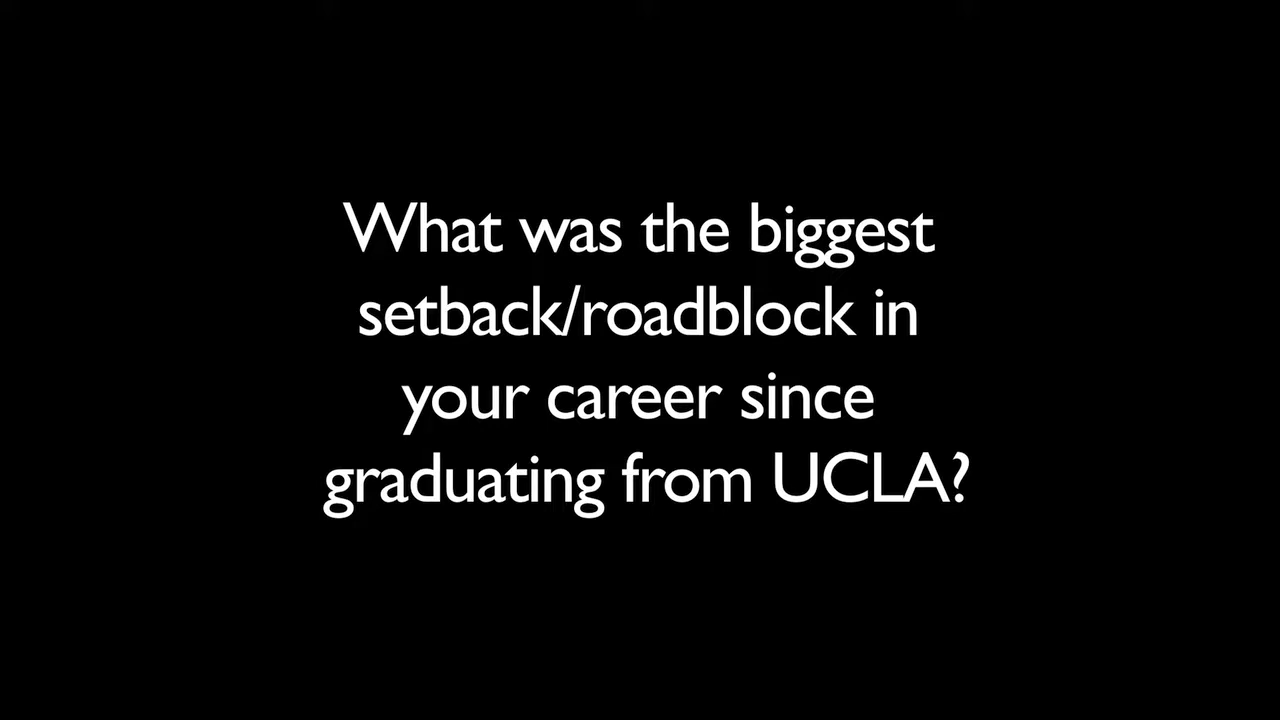 What was the biggest
setback/roadblock in
your career since
graduating from UCLA?